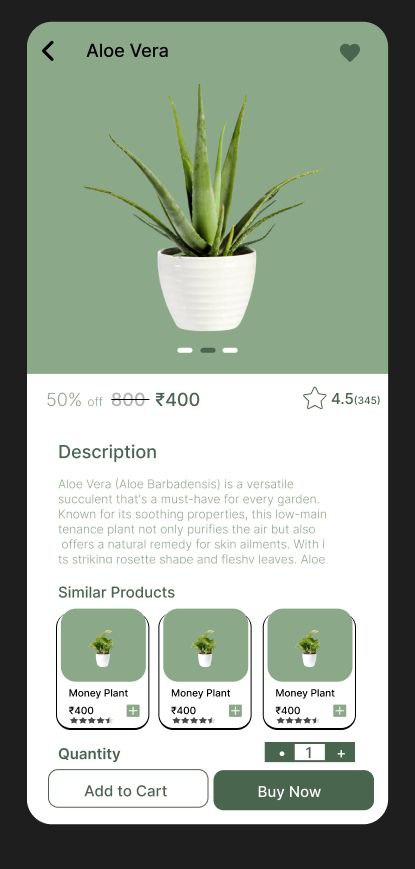 Aloe Vera
50% off 800 ₹400 4.5(345)
Description
Aloe Vera (Aloe Barbadensis) is a versatile
succulent that's a must-have for every garden.
Known for its soothing properties, this low-main
tenance plant not only purifies the air but also
offers a natural remedy for skin ailments. With i
ts striking rosette shape and fleshy leaves, Aloe
Similar Products
Money Plant Money Plant Money Plant
₹400 ₹400 ₹400
Quantity 1 +
Add to Cart Buy Now